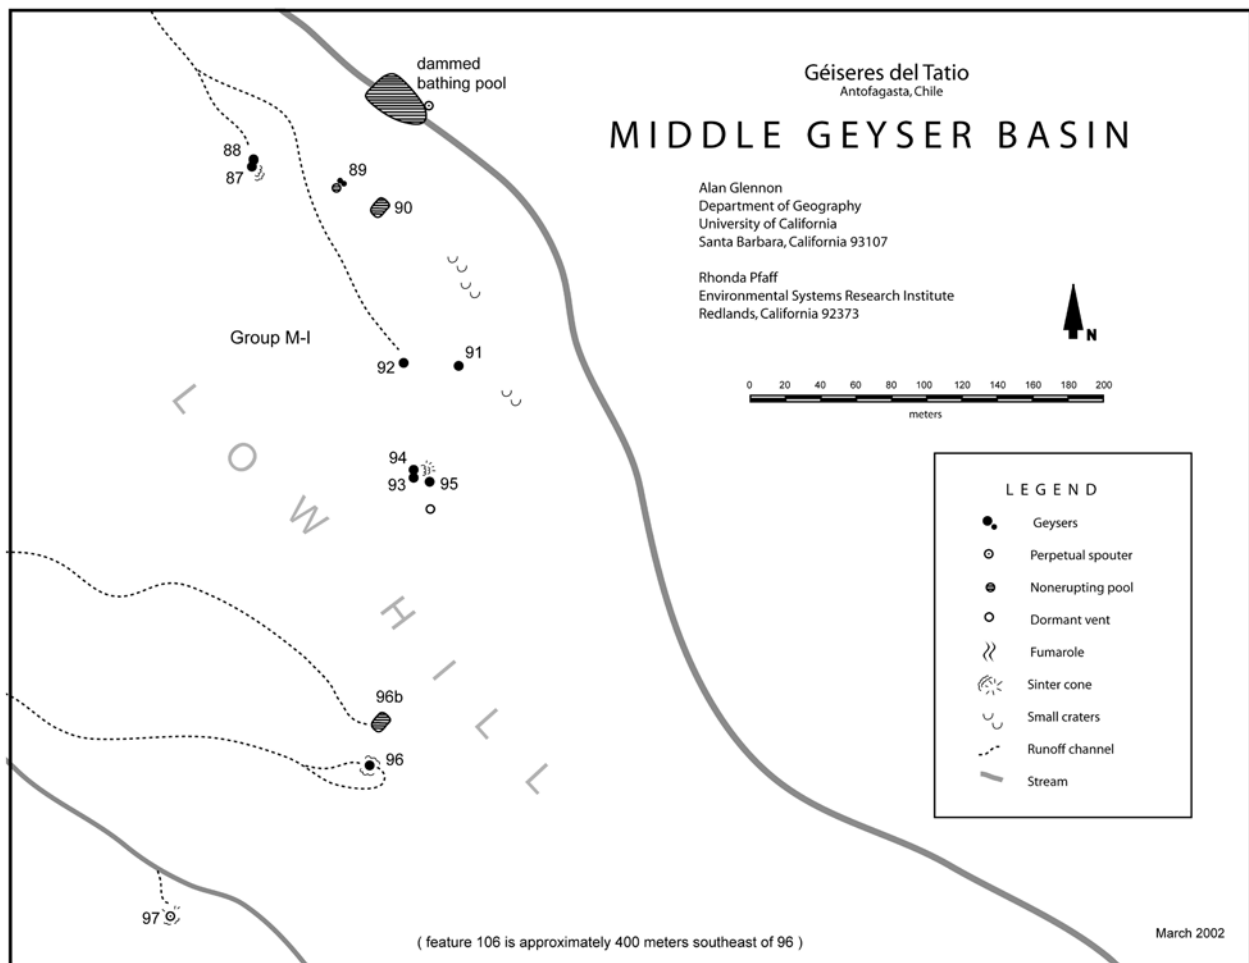 Géiseres del Tatio
Antofagasta, Chile
MIDDLE GEYSER BASIN
Alan Glennon
Department of Geography
University of California
Santa Barbara, California 93107
Rhonda Pfaff
Environmental Systems Research Institute
Redlands, California 92373
N
0 20 40 60 80 100 120 140 160 180 200
meters
dammed
bathing pool
88
87
89
90
Group M-I
92
91
94
93
95
LOW HILL
96b
96
97
LEGEND
Geysers
Perpetual spouter
Nonerupting pool
Dormant vent
Fumarole
Sinter cone
Small craters
Runoff channel
Stream
( feature 106 is approximately 400 meters southeast of 96 )
March 2002